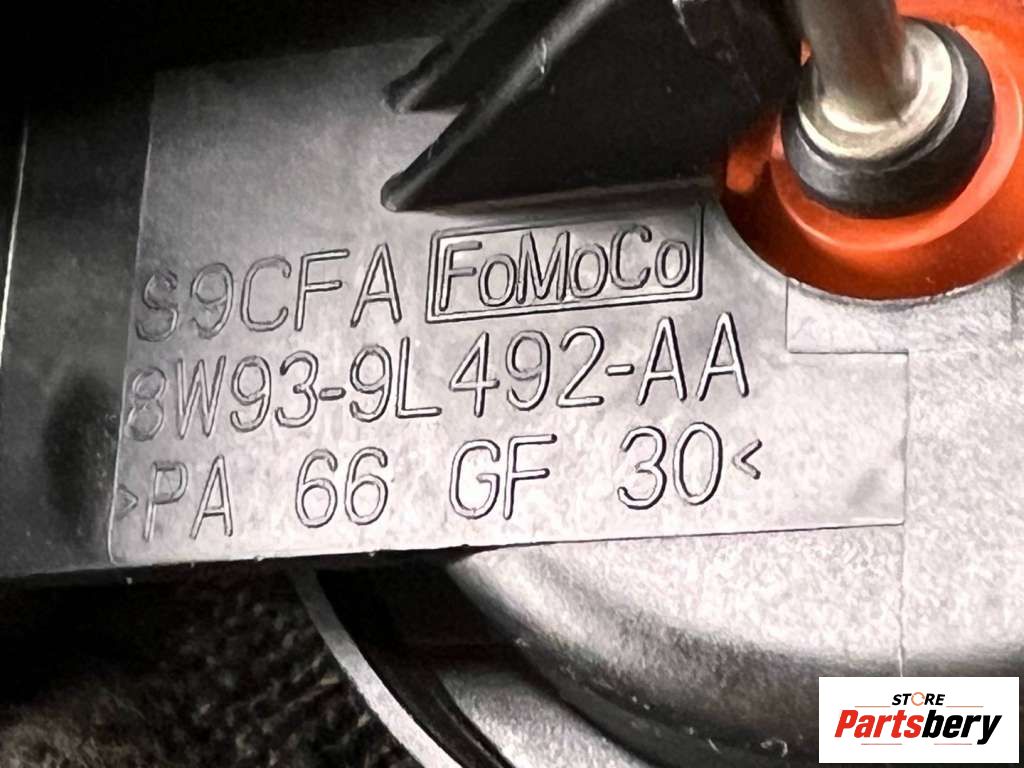 S9CFA FoMoCo
8W93-9L492-AA
>PA 66 GF 30<
STORE
Partsbery